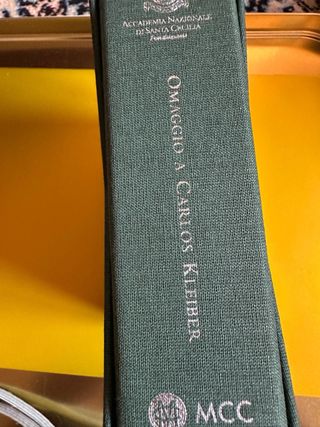 ACCADEMIA NAZIONALE
DI SANTA CECILIA
Fondazione
OMAGGIO A CARLOS KLEIBER
MCC